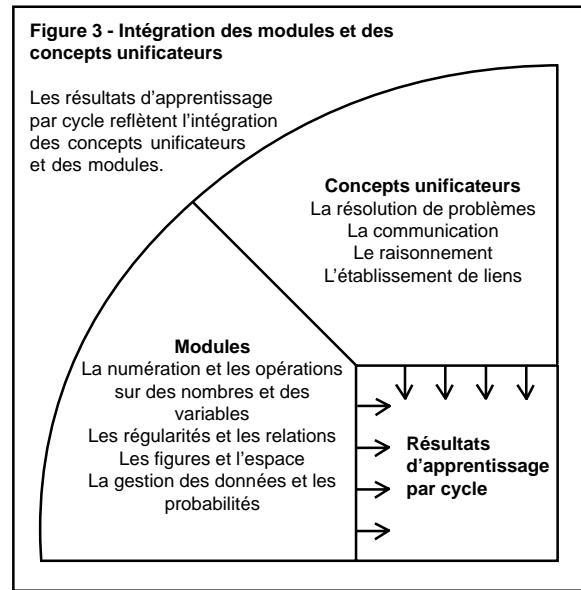 Figure 3 - Intégration des modules et des
concepts unificateurs
Les résultats d'apprentissage
par cycle reflètent l'intégration
des concepts unificateurs
et des modules.
Concepts unificateurs
La résolution de problèmes
La communication
Le raisonnement
L'établissement de liens
Modules
La numération et les opérations
sur des nombres et des
variables
Les régularités et les relations
Les figures et l'espace
La gestion des données et les
probabilités
Résultats
d'apprentissage
par cycle